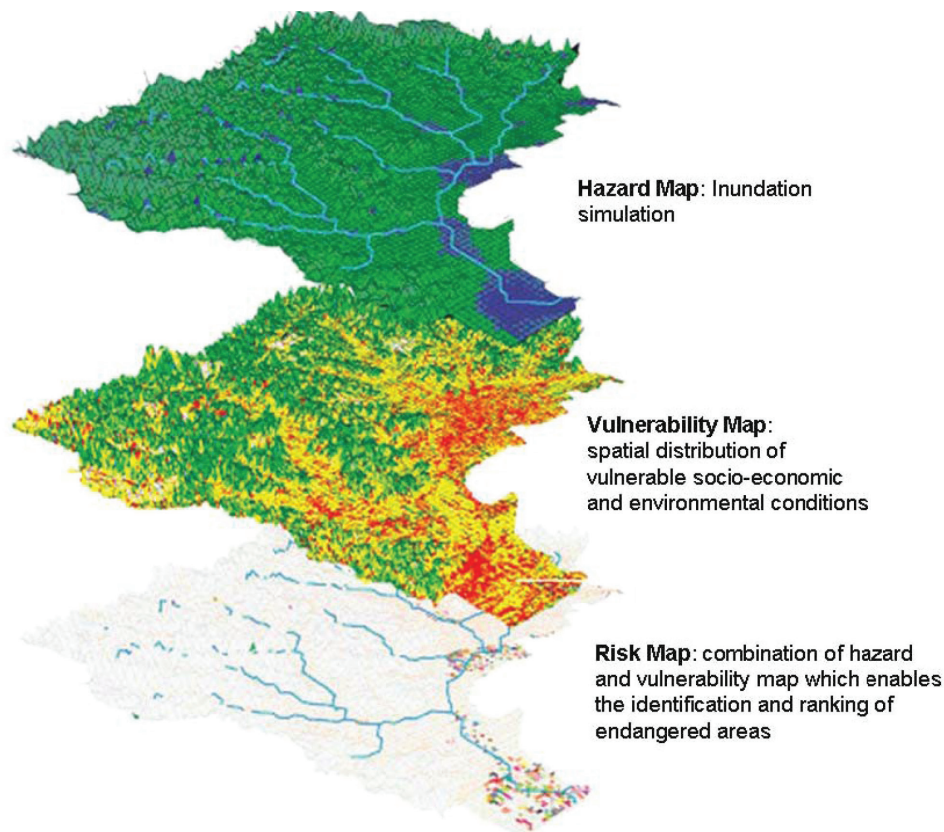 Hazard Map: Inundation
simulation
Vulnerability Map:
spatial distribution of
vulnerable socio-economic
and environmental conditions
Risk Map: combination of hazard
and vulnerability map which enables
the identification and ranking of
endangered areas